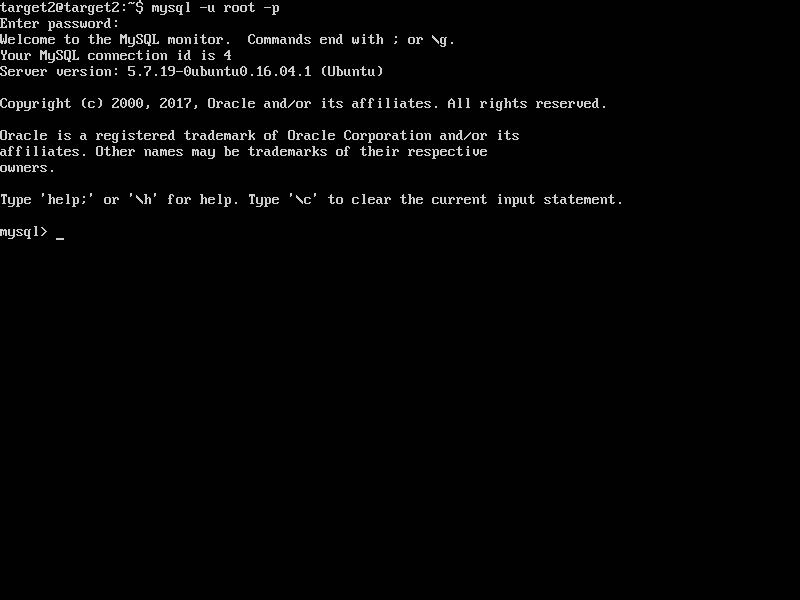 target2@target2:~$ mysql -u root -p
Enter password:
Welcome to the MySQL monitor.  Commands end with ; or \g.
Your MySQL connection id is 4
Server version: 5.7.19-0ubuntu0.16.04.1 (Ubuntu)
Copyright (c) 2000, 2017, Oracle and/or its affiliates. All rights reserved.
Oracle is a registered trademark of Oracle Corporation and/or its
affiliates. Other names may be trademarks of their respective
owners.
Type 'help;' or '\h' for help. Type '\c' to clear the current input statement.
mysql> _